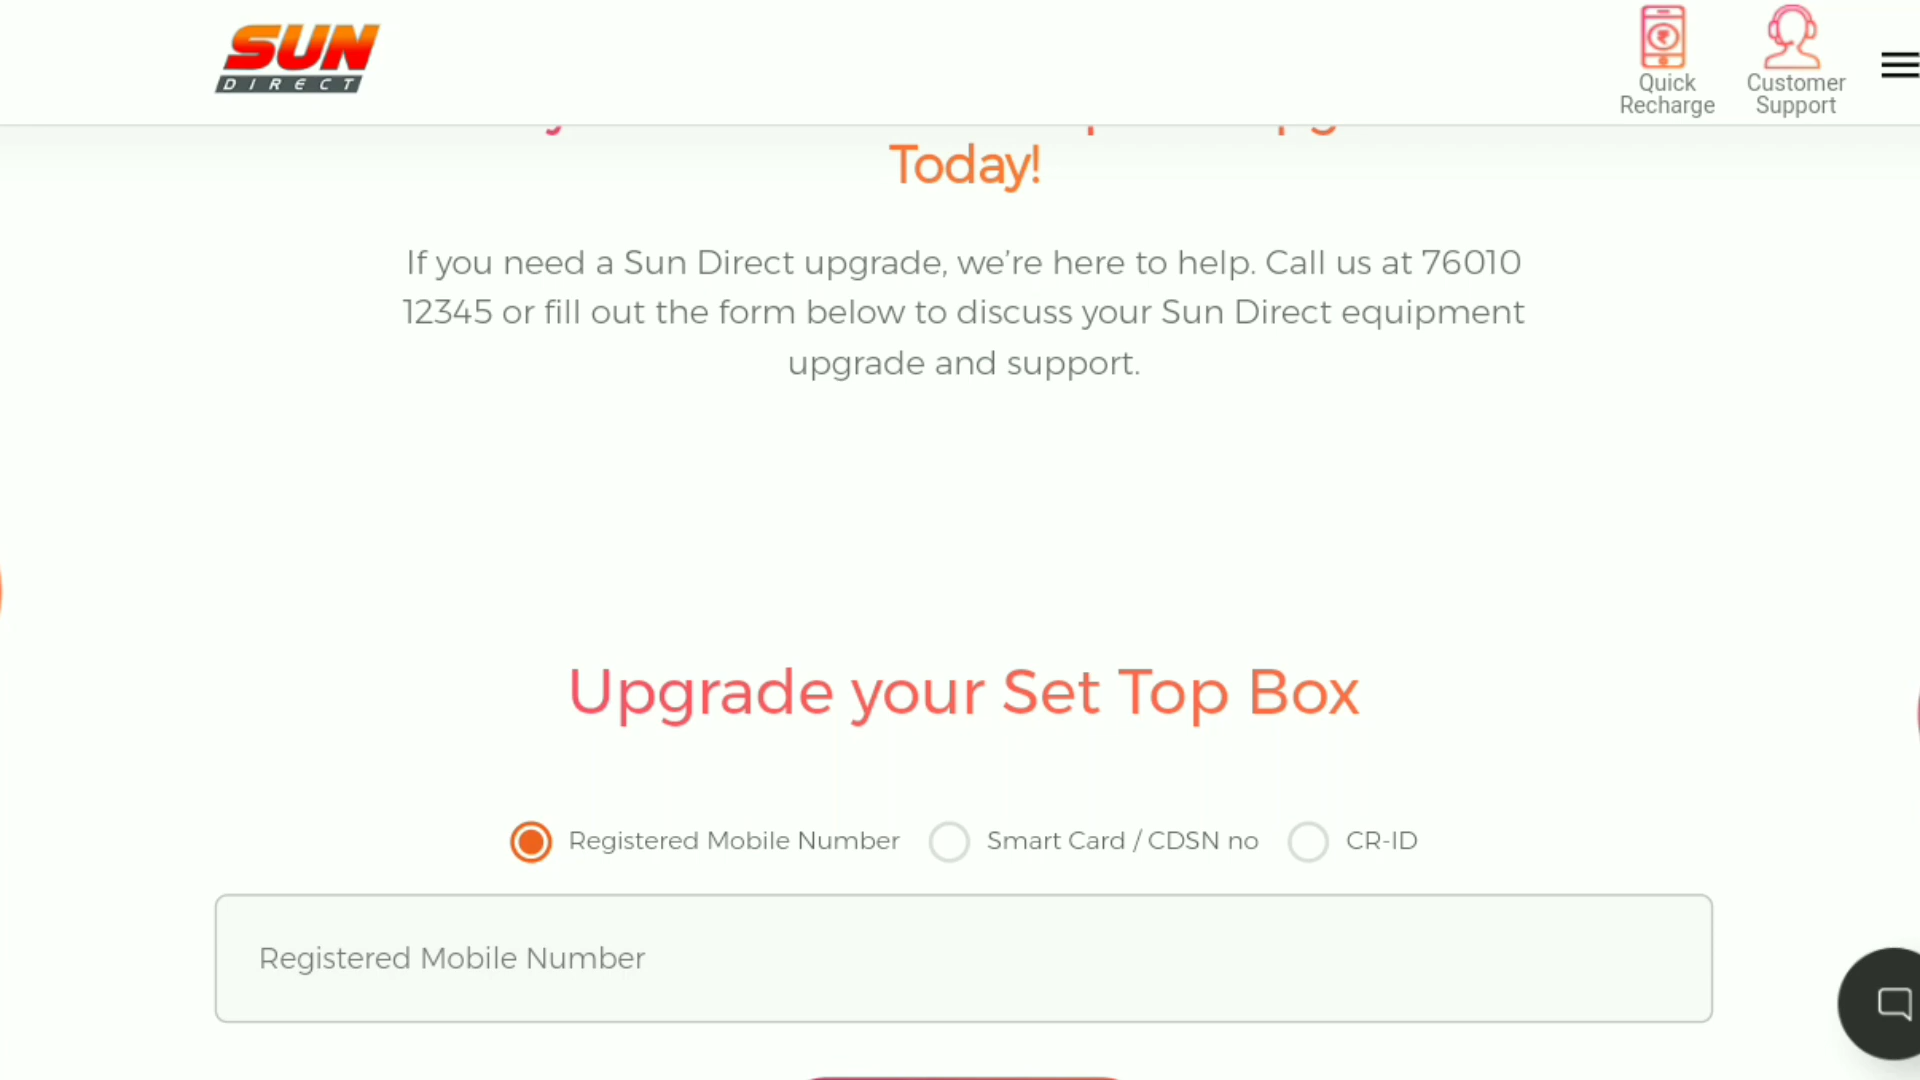 SUN
DIRECT
Quick
Recharge
Customer
Support
Today!
If you need a Sun Direct upgrade, we’re here to help. Call us at 76010
12345 or fill out the form below to discuss your Sun Direct equipment
upgrade and support.
Upgrade your Set Top Box
Registered Mobile Number
Smart Card / CDSN no
CR-ID
Registered Mobile Number